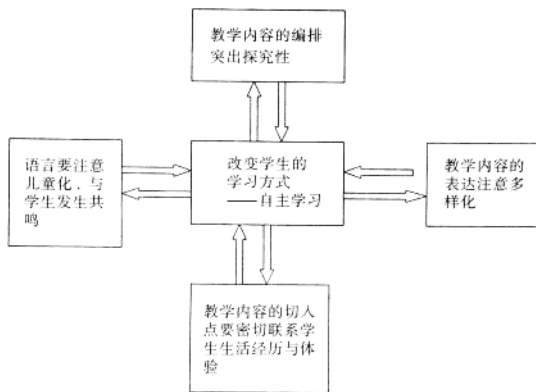 教学内容的编排
突出探究性
语言要注意
儿童化，与
学生发生共
鸣
改变学生的
学习方式
——自主学习
教学内容的
表达注意多
样化
教学内容的切入
点要密切联系学
生生活经历与体
验